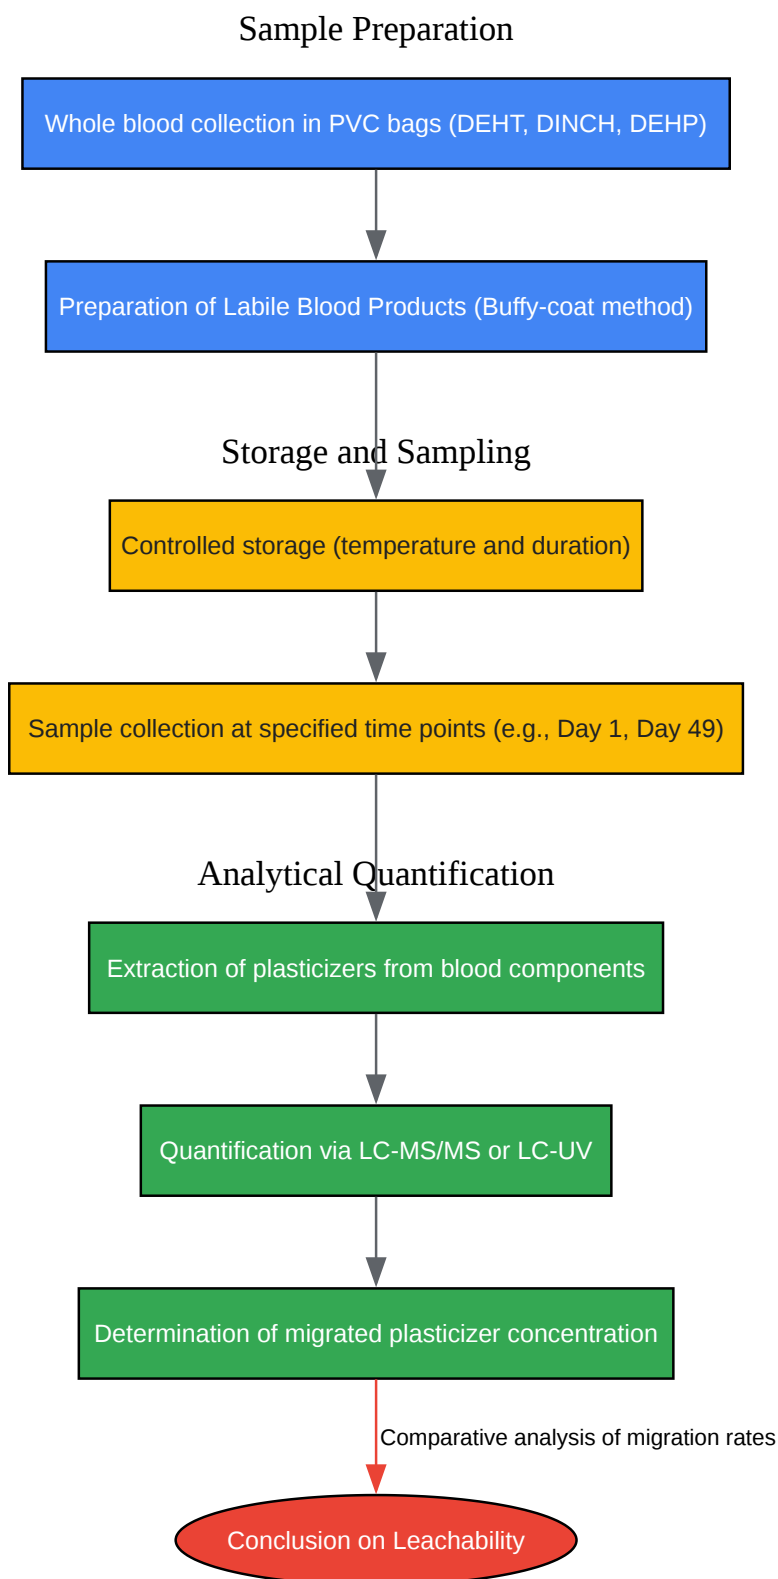 Sample Preparation
Whole blood collection in PVC bags (DEHT, DINCH, DEHP)
Preparation of Labile Blood Products (Buffy-coat method)
Storage and Sampling
Controlled storage (temperature and duration)
Sample collection at specified time points (e.g., Day 1, Day 49)
Analytical Quantification
Extraction of plasticizers from blood components
Quantification via LC-MS/MS or LC-UV
Determination of migrated plasticizer concentration
Comparative analysis of migration rates
Conclusion on Leachability